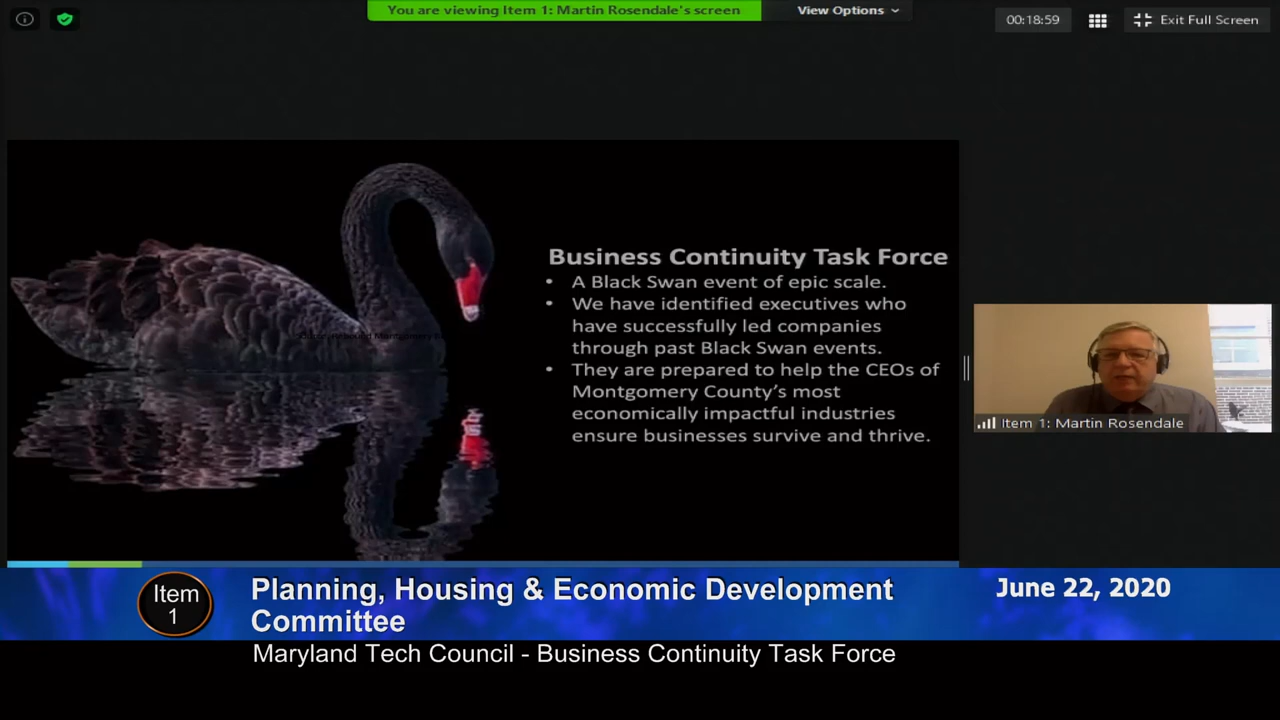 You are viewing Item 1: Martin Rosendale's screen
View Options
00:18:59
Exit Full Screen
Business Continuity Task Force
• A Black Swan event of epic scale.
• We have identified executives who
have successfully led companies
through past Black Swan events.
• They are prepared to help the CEOs of
Montgomery County's most
economically impactful industries
ensure businesses survive and thrive.
Item 1: Martin Rosendale
Item
1
Planning, Housing & Economic Development
Committee
June 22, 2020
Maryland Tech Council - Business Continuity Task Force